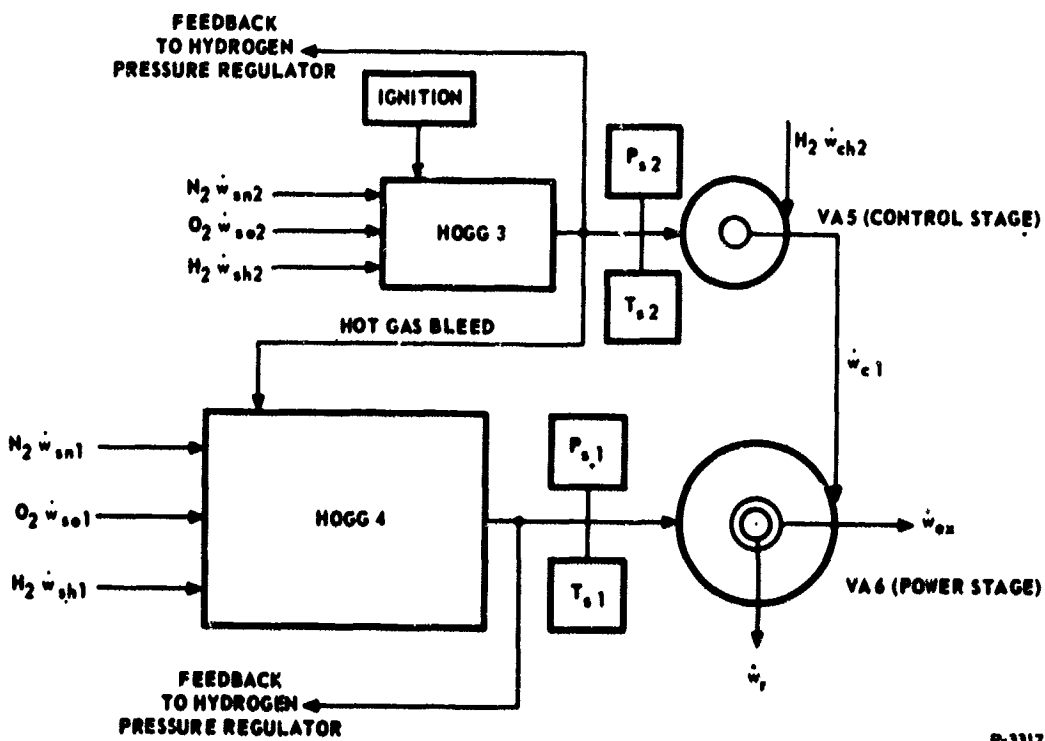 FEEDBACK
TO HYDROGEN
PRESSURE REGULATOR
IGNITION
N₂ ẇsn2
O₂ ẇso2
H₂ ẇsh2
HOGG 3
Ps2
Ts2
H₂ ẇch2
VA5 (CONTROL STAGE)
HOT GAS BLEED
ẇc1
N₂ ẇsn1
O₂ ẇso1
H₂ ẇsh1
HOGG 4
Ps1
Ts1
ẇex
VA6 (POWER STAGE)
ẇr
FEEDBACK
TO HYDROGEN
PRESSURE REGULATOR
P-3317